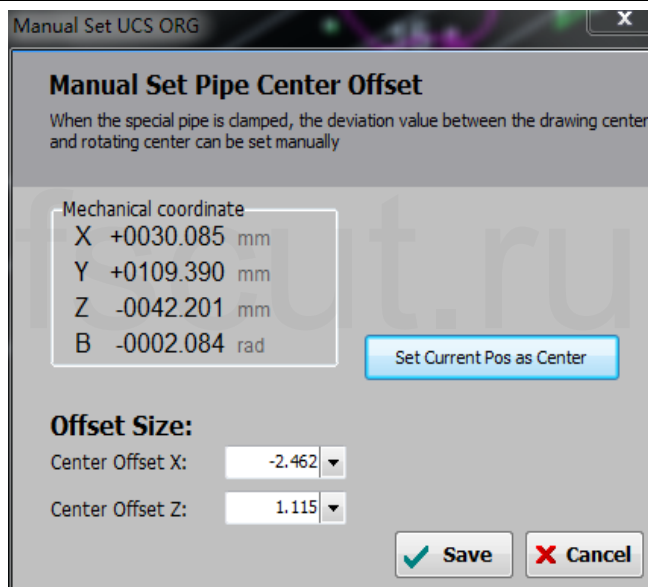 Manual Set UCS ORG
Manual Set Pipe Center Offset
When the special pipe is clamped, the deviation value between the drawing center
and rotating center can be set manually
Mechanical coordinate
X +0030.085 mm
Y +0109.390 mm
Z -0042.201 mm
B -0002.084 rad
Set Current Pos as Center
Offset Size:
Center Offset X: -2.462
Center Offset Z: 1.115
Save Cancel
fscut.ru